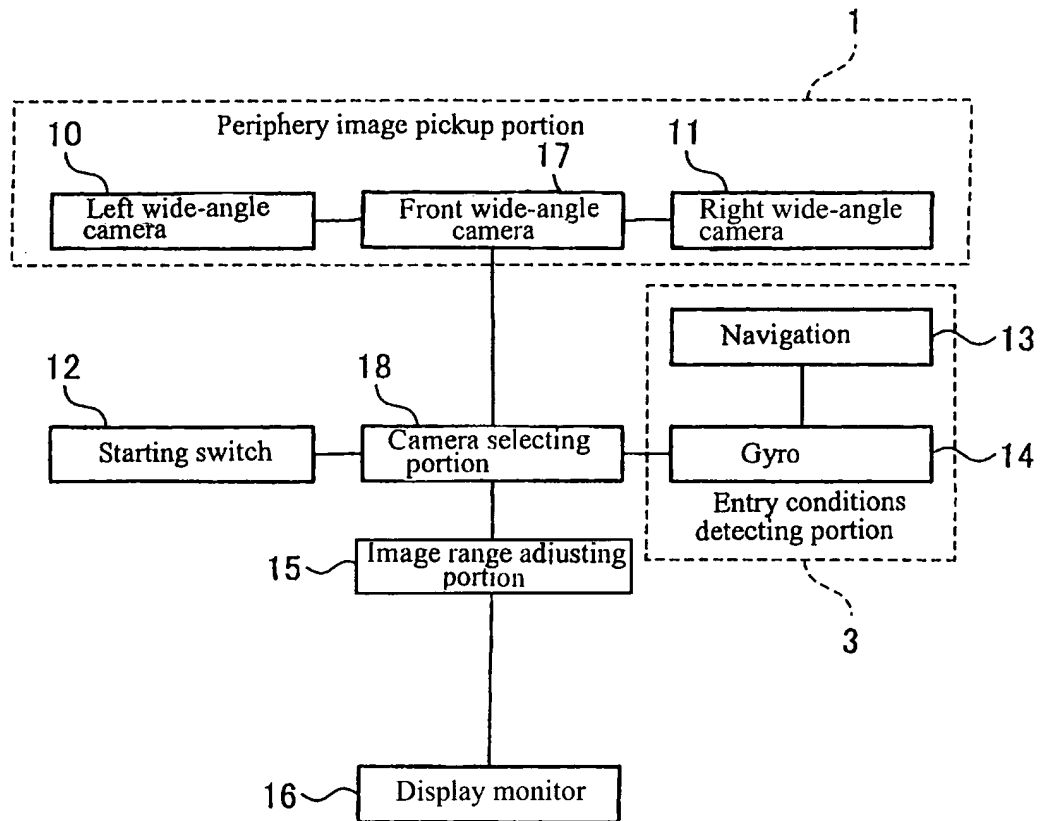 1
Periphery image pickup portion
10
17
11
Left wide-angle
camera
Front wide-angle
camera
Right wide-angle
camera
Navigation
13
12
18
Starting switch
Camera selecting
portion
Gyro
14
Entry conditions
detecting portion
15
Image range adjusting
portion
3
16
Display monitor